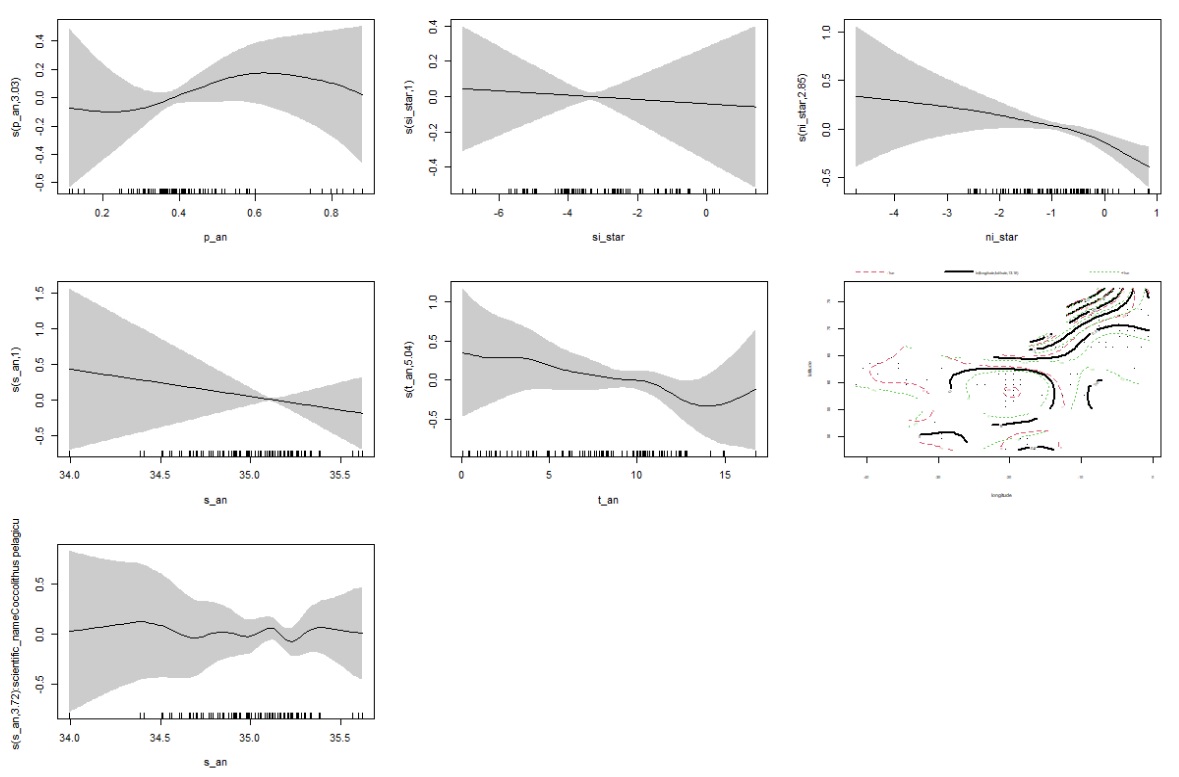 s(p_an,3.03)
0.4
0.2
0.0
-0.2
-0.4
-0.6
0.2 0.4 0.6 0.8
p_an
s(si_star,1)
0.4
0.2
0.0
-0.2
-0.4
-6 -4 -2 0
si_star
s(ni_star,2.85)
1.0
0.5
0.0
-0.5
-4 -3 -2 -1 0 1
ni_star
s(s_an,1)
1.5
1.0
0.5
0.0
-0.5
34.0 34.5 35.0 35.5
s_an
s(t_an,5.04)
1.0
0.5
0.0
-0.5
0 5 10 15
t_an
latitude
longitude
s(s_an,3.72):scientific_nameCoccolithus pelagicu
0.5
0.0
-0.5
34.0 34.5 35.0 35.5
s_an